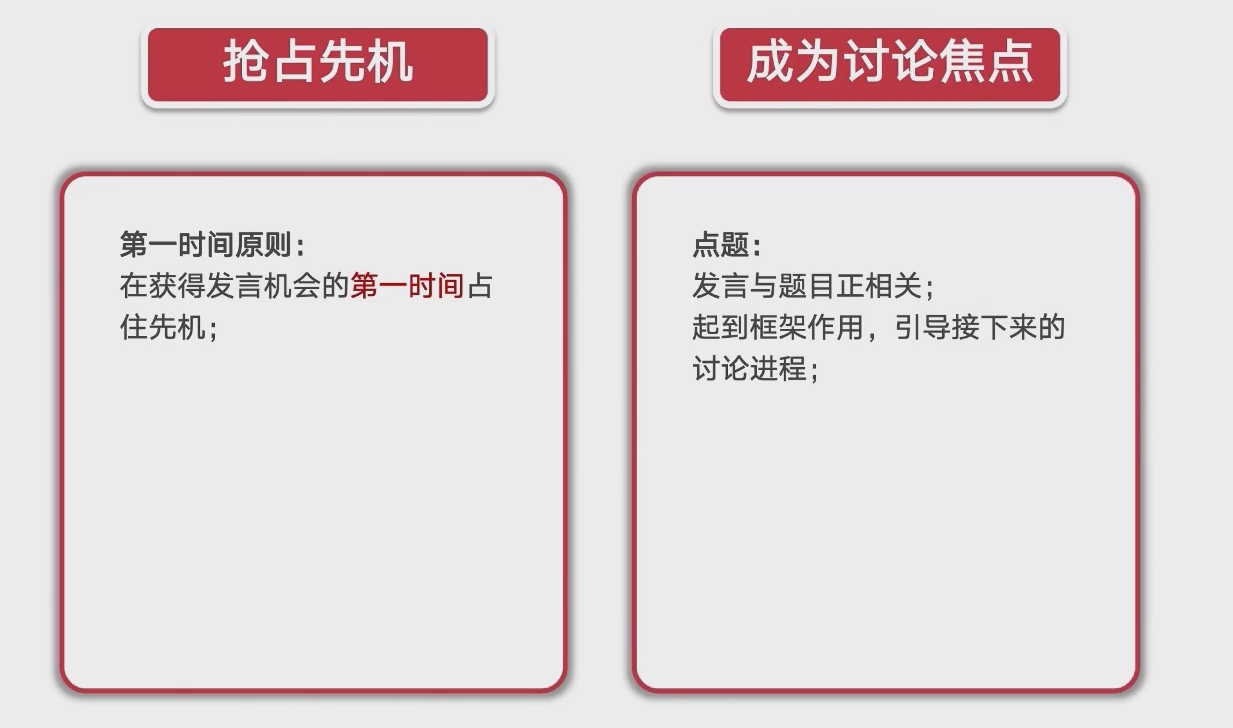 抢占先机
成为讨论焦点
第一时间原则：
在获得发言机会的第一时间占
住先机；
点题：
发言与题目正相关；
起到框架作用，引导接下来的
讨论进程；